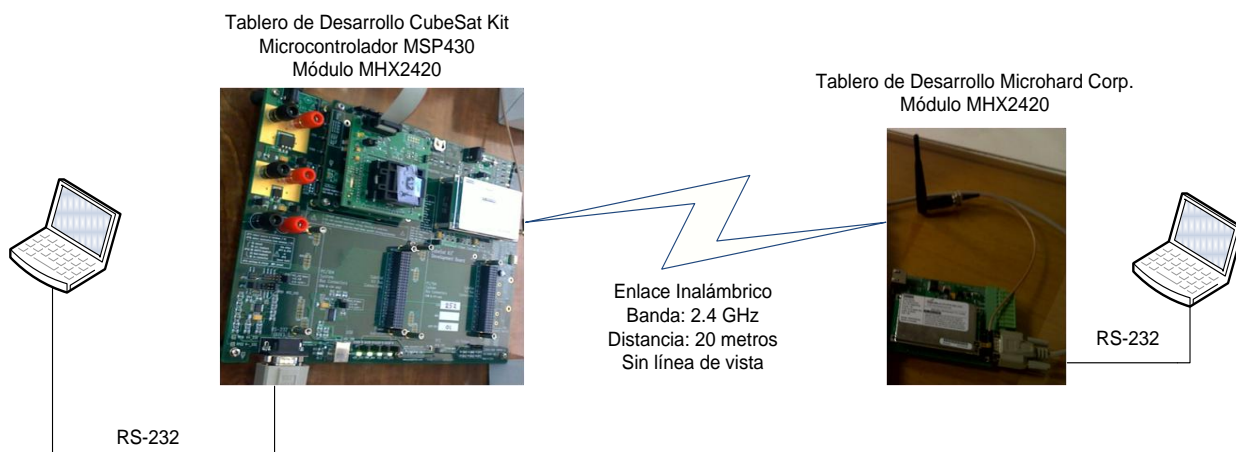 Tablero de Desarrollo CubeSat Kit
Microcontrolador MSP430
Módulo MHX2420
Tablero de Desarrollo Microhard Corp.
Módulo MHX2420
Enlace Inalámbrico
Banda: 2.4 GHz
Distancia: 20 metros
Sin línea de vista
RS-232
RS-232